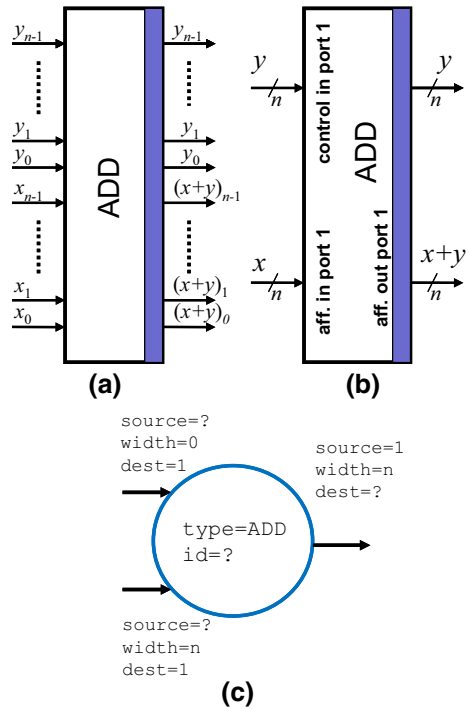 y_{n-1}
y_{n-1}
y_1
y_1
y_0
y_0
x_{n-1}
(x+y)_{n-1}
x_1
(x+y)_1
x_0
(x+y)_0
ADD
(a)
y
n
y
n
control in port 1
ADD
x
n
x+y
n
aff. in port 1
aff. out port 1
(b)
source=?
width=0
dest=1
source=1
width=n
dest=?
type=ADD
id=?
source=?
width=n
dest=1
(c)